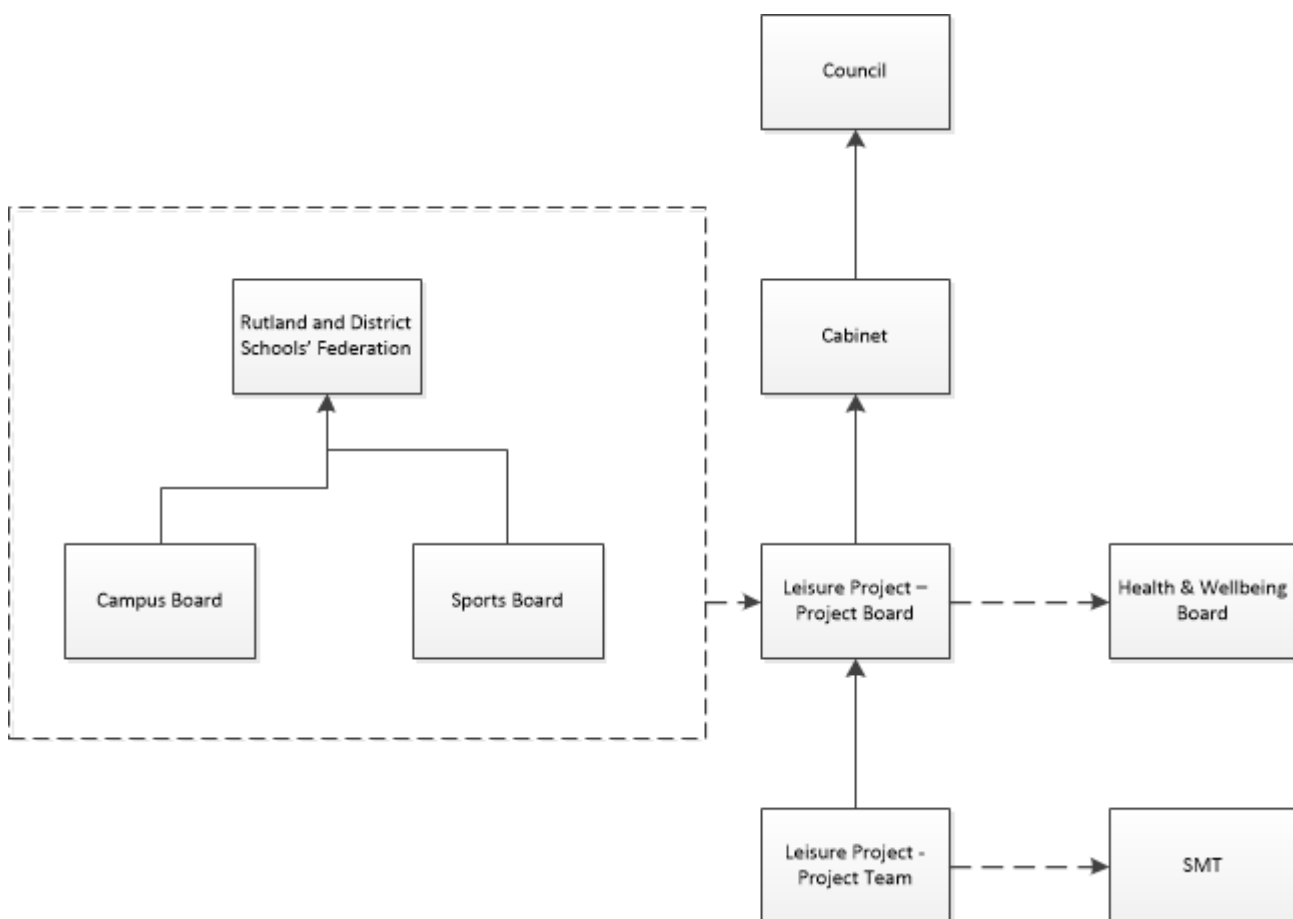 Council
Rutland and District
Schools’ Federation
Cabinet
Campus Board
Sports Board
Leisure Project –
Project Board
Health & Wellbeing
Board
Leisure Project -
Project Team
SMT